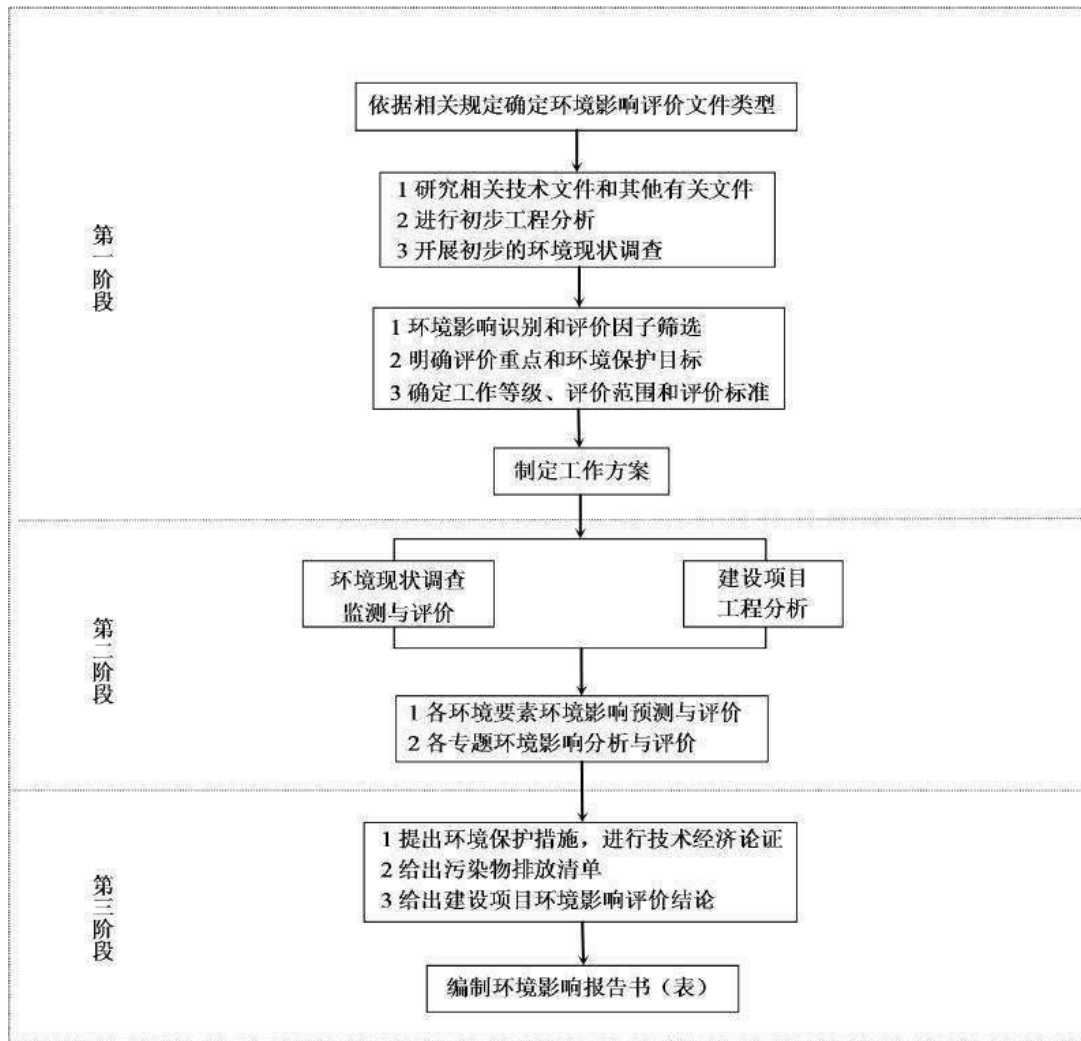 第一阶段
依据相关规定确定环境影响评价文件类型
1 研究相关技术文件和其他有关文件
2 进行初步工程分析
3 开展初步的环境现状调查
1 环境影响识别和评价因子筛选
2 明确评价重点和环境保护目标
3 确定工作等级、评价范围和评价标准
制定工作方案
第二阶段
环境现状调查
监测与评价
建设项目
工程分析
1 各环境要素环境影响预测与评价
2 各专题环境影响分析与评价
第三阶段
1 提出环境保护措施，进行技术经济论证
2 给出污染物排放清单
3 给出建设项目环境影响评价结论
编制环境影响报告书（表）